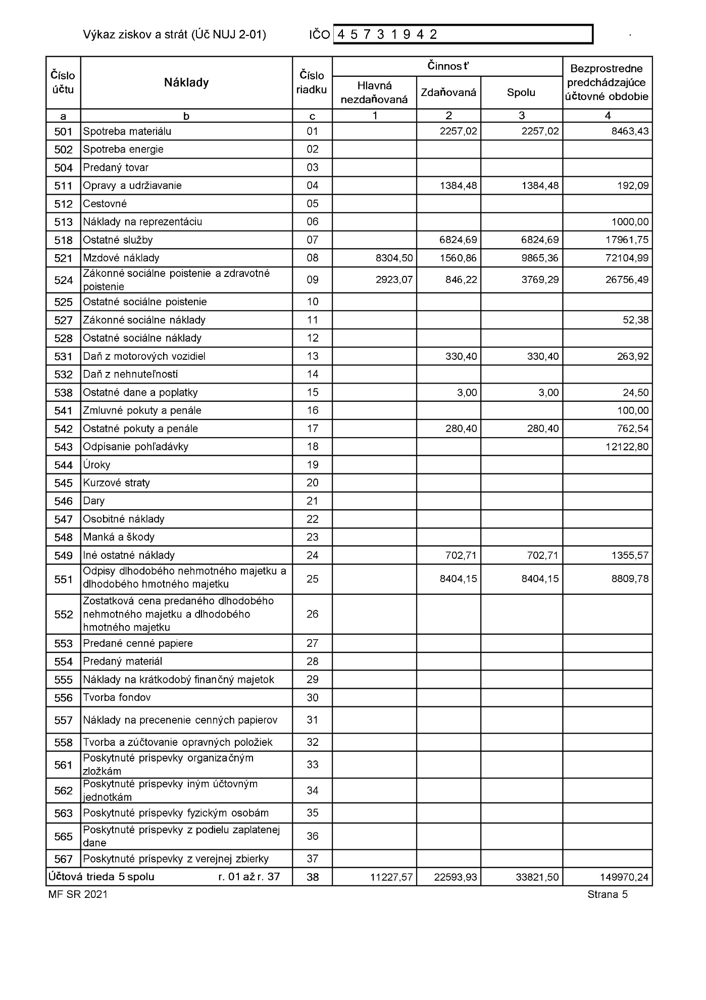 Výkaz ziskov a strát (Úč NUJ 2-01) IČO 4 5 7 3 1 9 4 2
Číslo účtu Náklady Číslo riadku Činnosť Bezprostredne predchádzajúce účtovné obdobie
Hlavná nezdaňovaná Zdaňovaná Spolu
a b c 1 2 3 4
501 Spotreba materiálu 01 2257,02 2257,02 8463,43
502 Spotreba energie 02
504 Predaný tovar 03
511 Opravy a udržiavanie 04 1384,48 1384,48 192,09
512 Cestovné 05
513 Náklady na reprezentáciu 06 1000,00
518 Ostatné služby 07 6824,69 6824,69 17961,75
521 Mzdové náklady 08 8304,50 1560,86 9865,36 72104,99
524 Zákonné sociálne poistenie a zdravotné poistenie 09 2923,07 846,22 3769,29 26756,49
525 Ostatné sociálne poistenie 10
527 Zákonné sociálne náklady 11 52,38
528 Ostatné sociálne náklady 12
531 Daň z motorových vozidiel 13 330,40 330,40 263,92
532 Daň z nehnuteľností 14
538 Ostatné dane a poplatky 15 3,00 3,00 24,50
541 Zmluvné pokuty a penále 16 100,00
542 Ostatné pokuty a penále 17 280,40 280,40 762,54
543 Odpísanie pohľadávky 18 12122,80
544 Úroky 19
545 Kurzové straty 20
546 Dary 21
547 Osobitné náklady 22
548 Manká a škody 23
549 Iné ostatné náklady 24 702,71 702,71 1355,57
551 Odpisy dlhodobého nehmotného majetku a dlhodobého hmotného majetku 25 8404,15 8404,15 8809,78
552 Zostatková cena predaného dlhodobého nehmotného majetku a dlhodobého hmotného majetku 26
553 Predané cenné papiere 27
554 Predaný materiál 28
555 Náklady na krátkodobý finančný majetok 29
556 Tvorba fondov 30
557 Náklady na precenenie cenných papierov 31
558 Tvorba a zúčtovanie opravných položiek 32
561 Poskytnuté príspevky organizačným zložkám 33
562 Poskytnuté príspevky iným účtovným jednotkám 34
563 Poskytnuté príspevky fyzickým osobám 35
565 Poskytnuté príspevky z podielu zaplatenej dane 36
567 Poskytnuté príspevky z verejnej zbierky 37
Účtová trieda 5 spolu r. 01 až r. 37 38 11227,57 22593,93 33821,50 149970,24
MF SR 2021 Strana 5